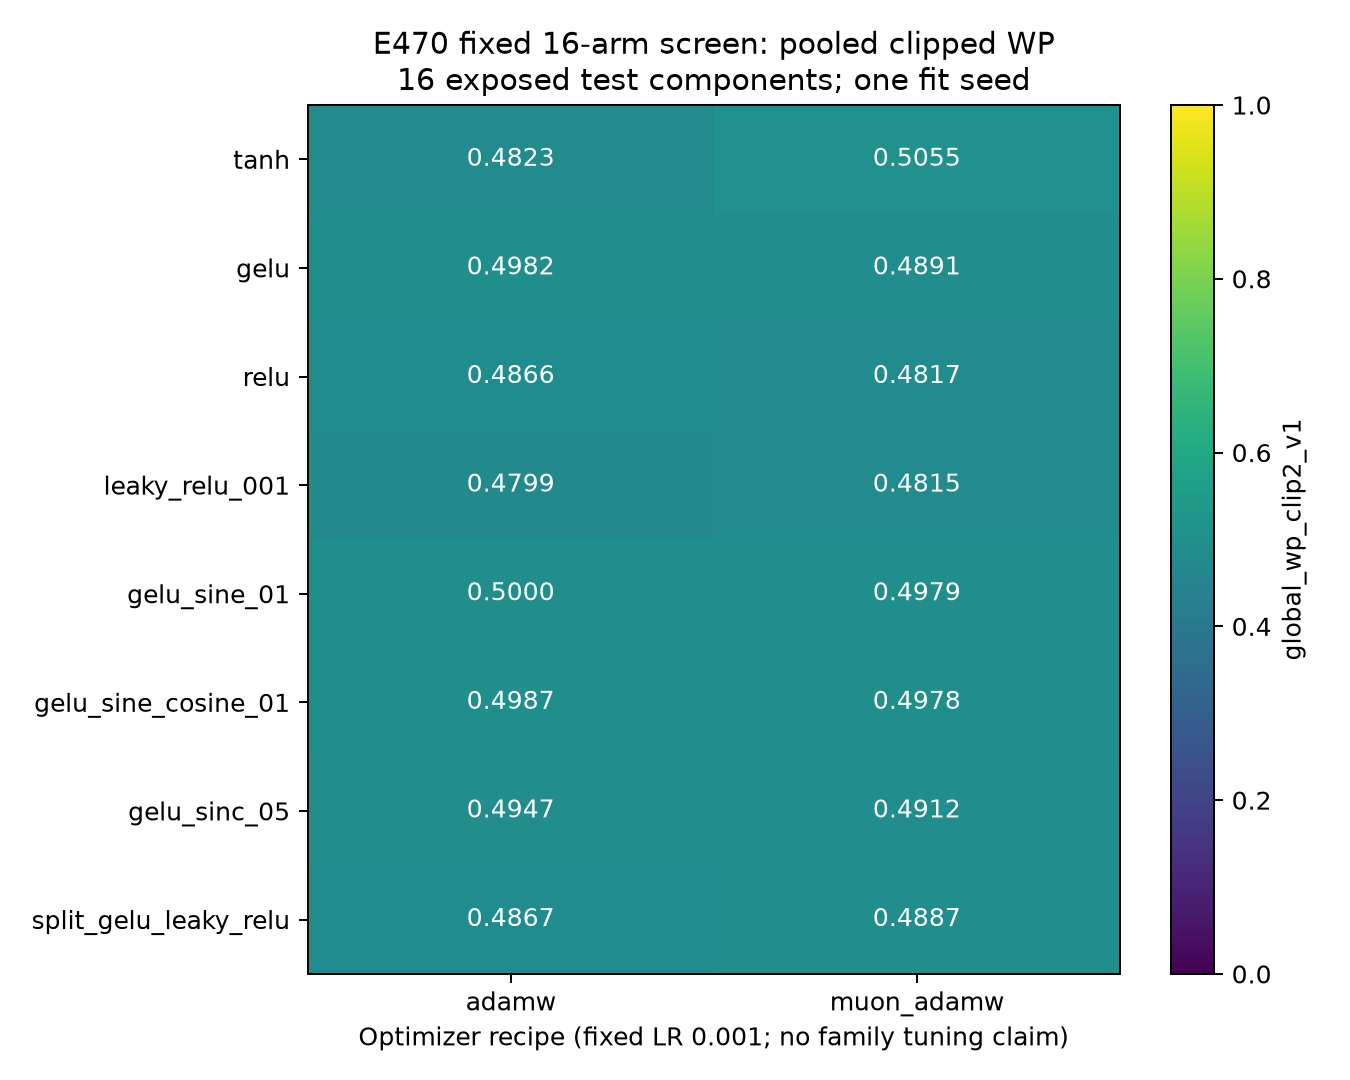 E470 fixed 16-arm screen: pooled clipped WP
16 exposed test components; one fit seed
tanh 0.4823 0.5055
gelu 0.4982 0.4891
relu 0.4866 0.4817
leaky_relu_001 0.4799 0.4815
gelu_sine_01 0.5000 0.4979
gelu_sine_cosine_01 0.4987 0.4978
gelu_sinc_05 0.4947 0.4912
split_gelu_leaky_relu 0.4867 0.4887
adamw muon_adamw
Optimizer recipe (fixed LR 0.001; no family tuning claim)
1.0
0.8
0.6
0.4
0.2
0.0
global_wp_clip2_v1